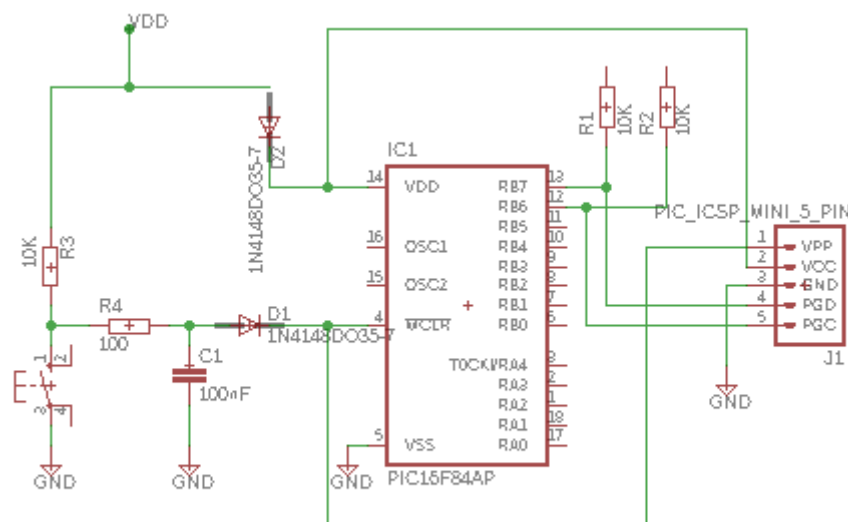 VDD
D2
1N4148DO35-7
R1
10K
R2
10K
IC1
14
VDD
RB7
13
RB6
12
RB5
11
16
OSC1
RB4
10
RB3
9
15
OSC2
RB2
8
RB1
7
4
MCLR
RB0
6
T0CKI/RA4
3
RA3
2
RA2
1
RA1
18
5
VSS
RA0
17
PIC15F84AP
PIC_ICSP_MINI_5_PIN
1
VPP
2
VCC
3
GND
4
PGD
5
PGC
J1
GND
10K
R3
R4
100
D1
1N4148DO35-7
C1
100nF
1
2
3
4
GND
GND
GND